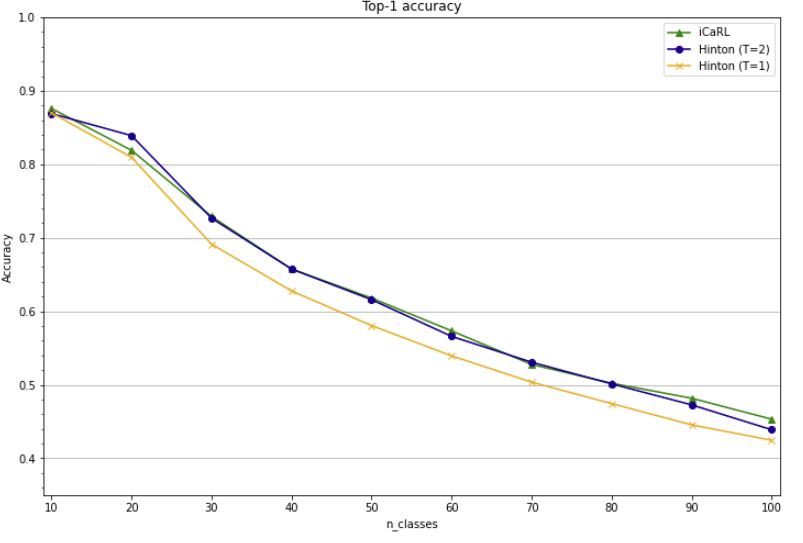 Top-1 accuracy
iCaRL
Hinton (T=2)
Hinton (T=1)
1.0
0.9
0.8
0.7
0.6
0.5
0.4
Accuracy
10 20 30 40 50 60 70 80 90 100
n_classes